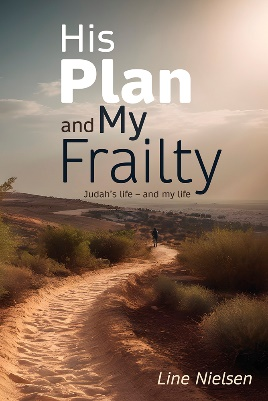 His
Plan
and My
Frailty
Judah's life – and my life
Line Nielsen